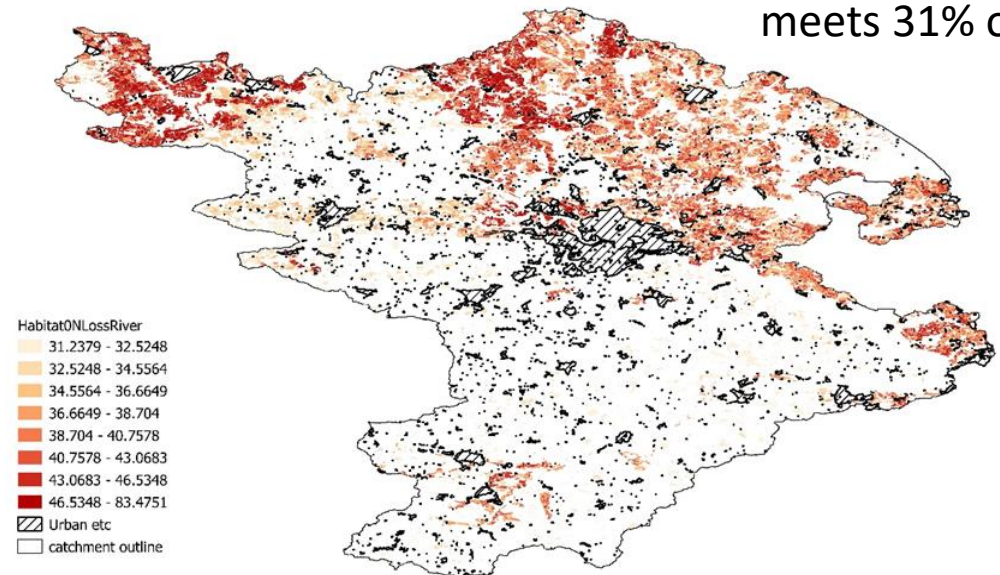 meets 31% o
Habitat0NLossRiver
31.2379 - 32.5248
32.5248 - 34.5564
34.5564 - 36.6649
36.6649 - 38.704
38.704 - 40.7578
40.7578 - 43.0683
43.0683 - 46.5348
46.5348 - 83.4751
Urban etc
catchment outline